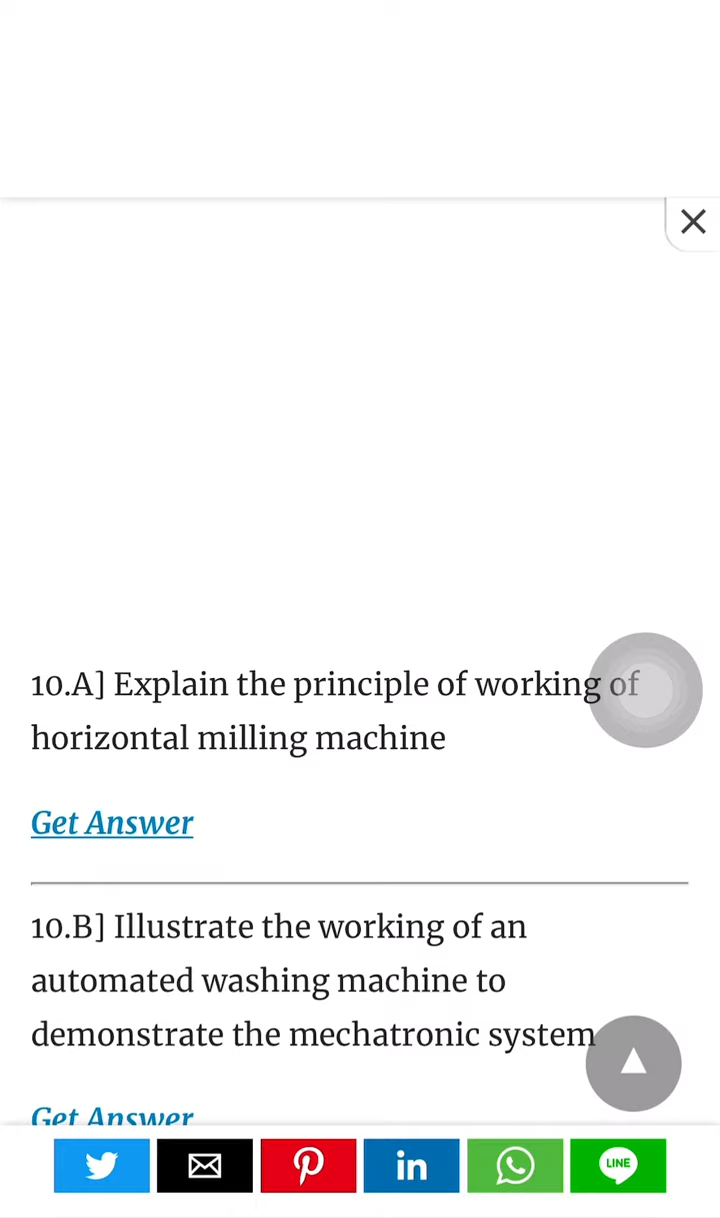 10.A] Explain the principle of working of
horizontal milling machine
Get Answer
10.B] Illustrate the working of an
automated washing machine to
demonstrate the mechatronic system
Get Answer
in
LINE